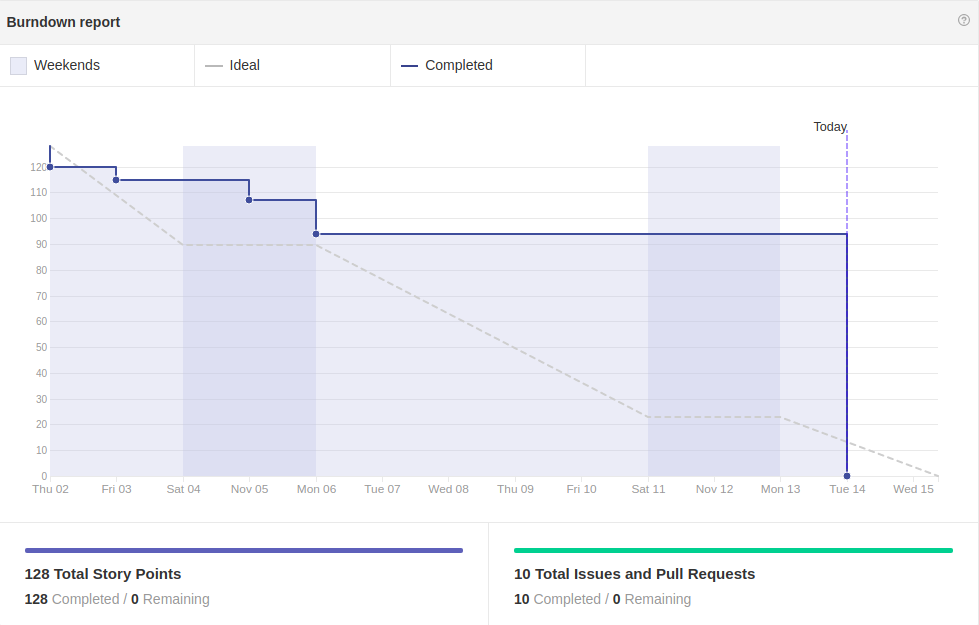 Burndown report
?
Weekends
Ideal
Completed
Today
120
110
100
90
80
70
60
50
40
30
20
10
0
Thu 02 Fri 03 Sat 04 Nov 05 Mon 06 Tue 07 Wed 08 Thu 09 Fri 10 Sat 11 Nov 12 Mon 13 Tue 14 Wed 15
128 Total Story Points
128 Completed / 0 Remaining
10 Total Issues and Pull Requests
10 Completed / 0 Remaining